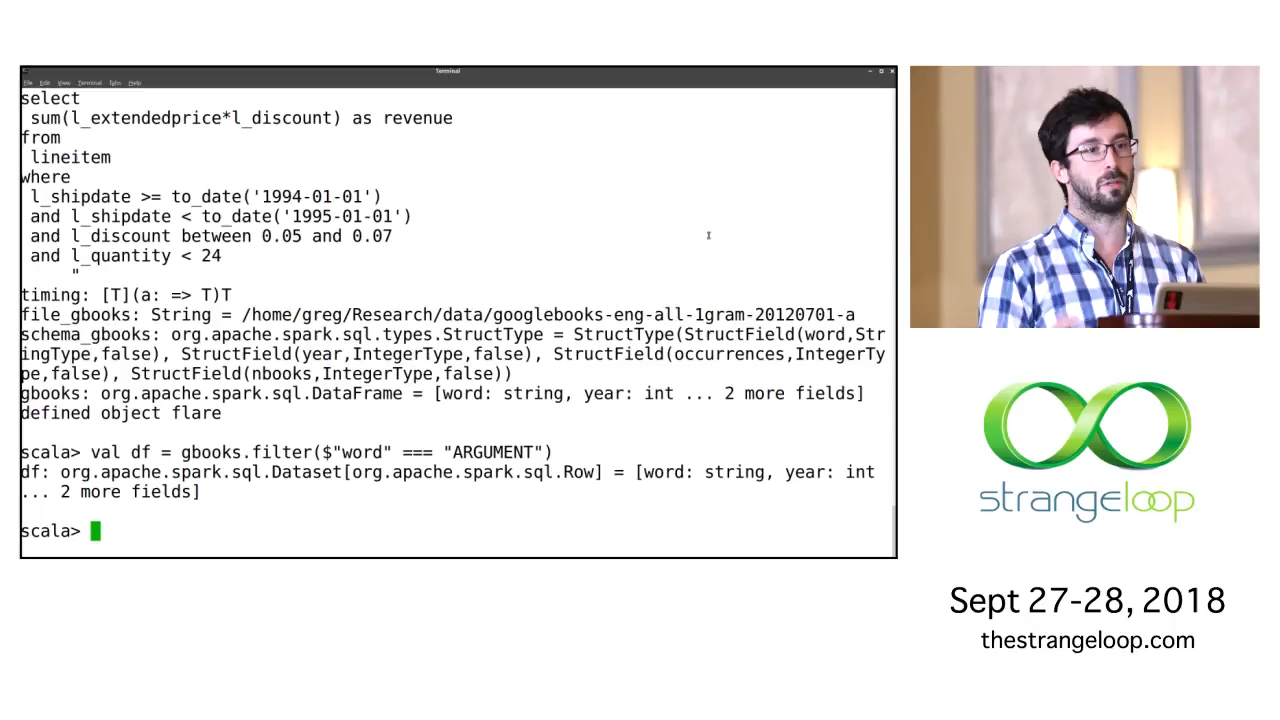 Terminal
File Edit View Terminal Tabs Help
select
sum(l_extendedprice*l_discount) as revenue
from
lineitem
where
l_shipdate >= to_date('1994-01-01')
and l_shipdate < to_date('1995-01-01')
and l_discount between 0.05 and 0.07
and l_quantity < 24
"
timing: [T](a: => T)T
file_gbooks: String = /home/greg/Research/data/googlebooks-eng-all-1gram-20120701-a
schema_gbooks: org.apache.spark.sql.types.StructType = StructType(StructField(word,Str
ingType,false), StructField(year,IntegerType,false), StructField(occurrences,IntegerTy
pe,false), StructField(nbooks,IntegerType,false))
gbooks: org.apache.spark.sql.DataFrame = [word: string, year: int ... 2 more fields]
defined object flare
scala> val df = gbooks.filter($"word" === "ARGUMENT")
df: org.apache.spark.sql.Dataset[org.apache.spark.sql.Row] = [word: string, year: int
... 2 more fields]
scala>
strangeloop
Sept 27-28, 2018
thestrangeloop.com